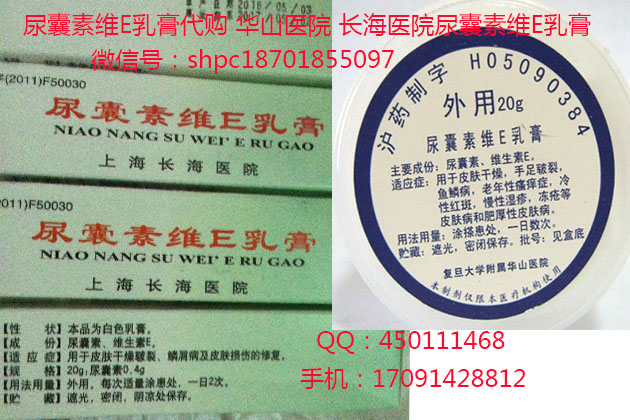 尿囊素维E乳膏代购 华山医院 长海医院尿囊素维E乳膏
微信号：shpc18701855097
(2011)F50030
尿囊素维E乳膏
NIAO NANG SU WEI'E RU GAO
上海长海医院
2011)F50030
尿囊素维E乳膏
NIAO NANG SU WEI'E RU GAO
上海长海医院
【性 状】本品为白色乳膏。
【成 份】尿囊素、维生素E。
【适 应 症】用于皮肤干燥皲裂、鳞屑病及皮肤损伤的修复。
【规 格】20g:尿囊素0.4g
【用法用量】外用。每次适量涂患处，一日2次。
【贮 藏】遮光，密闭，阴凉处保存。
沪药制字 H05090384
外用20g
尿囊素维E乳膏
主要成份：尿囊素、维生素E。
适应症：用于皮肤干燥，手足皲裂，
鱼鳞病，老年性瘙痒症，冷
性红斑，慢性湿疹，冻疮等
皮肤病和肥厚性皮肤病。
用法用量：涂搽患处，一日数次。
贮藏：遮光，密闭保存。批号：见盒底
复旦大学附属华山医院
本制剂仅限本医疗机构使用
QQ：450111468
手机：17091428812